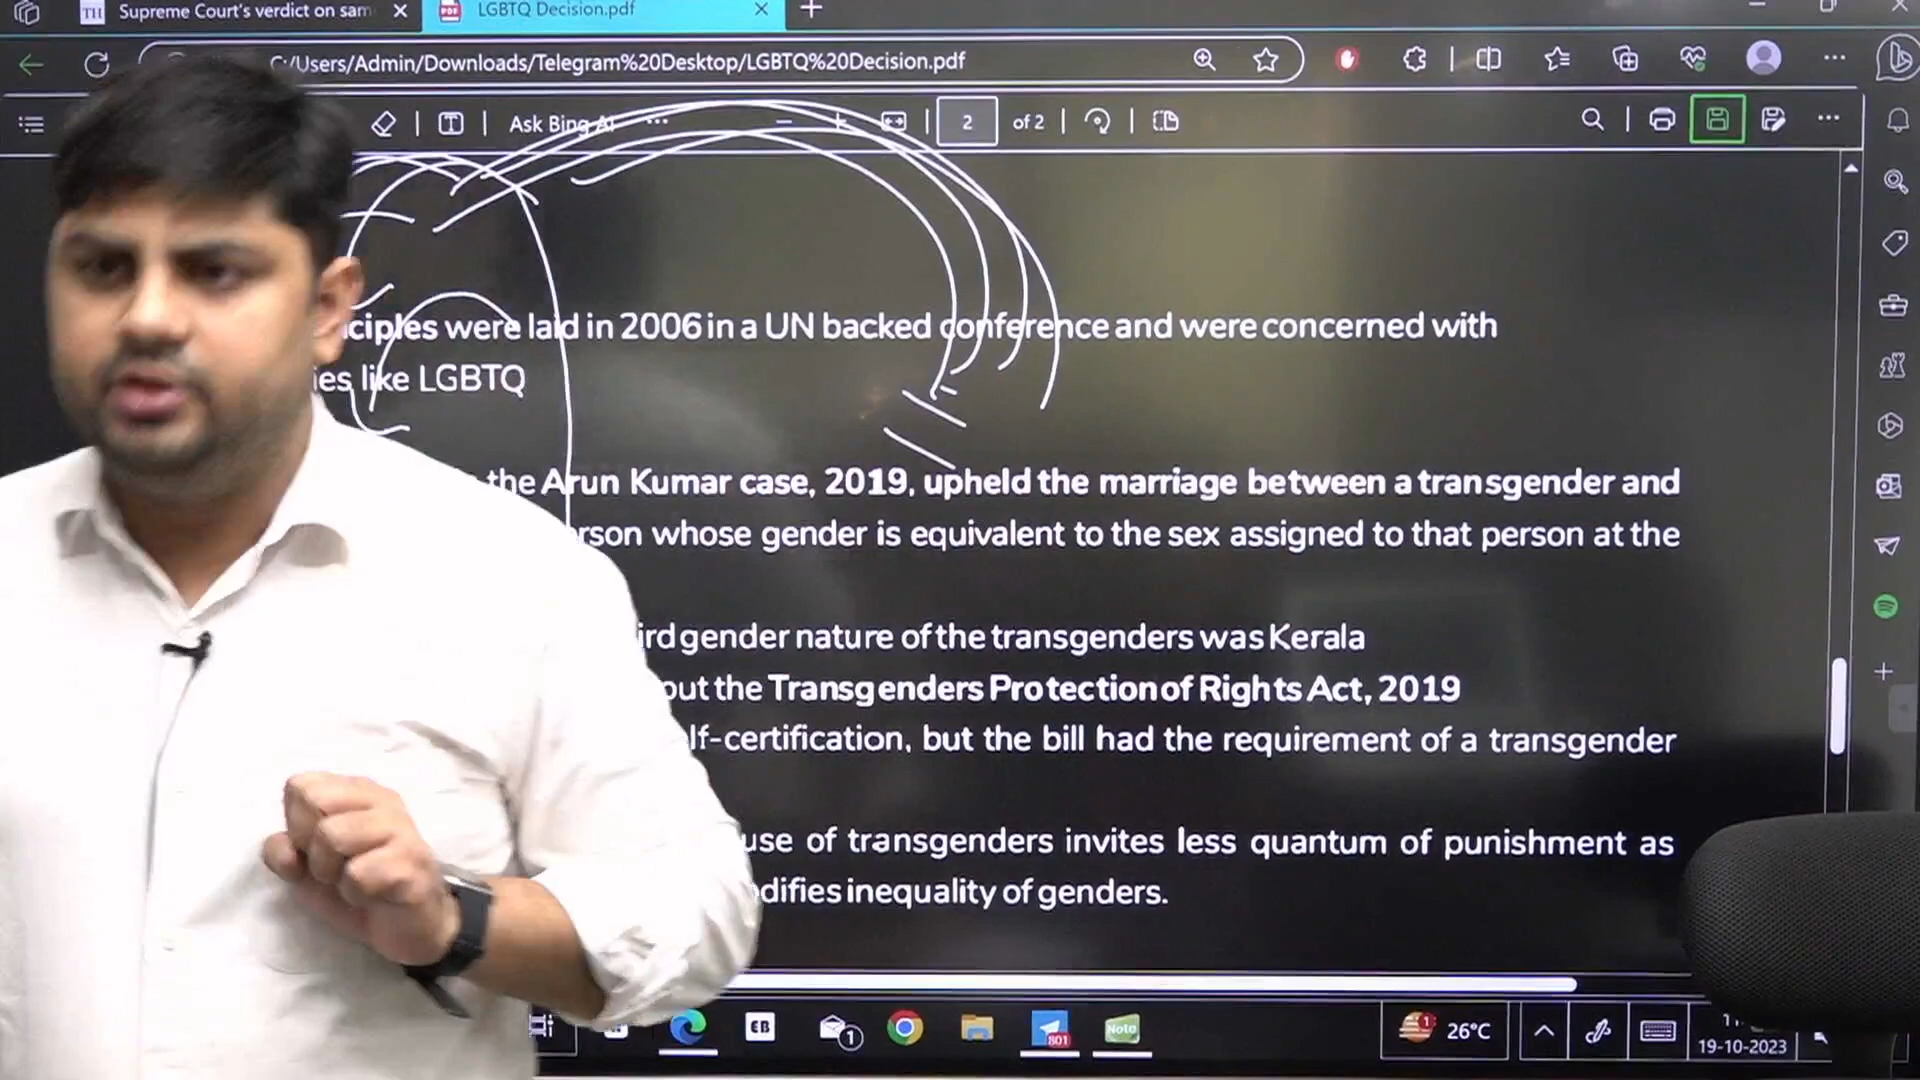 Supreme Court's verdict on sam
LGBTQ Decision.pdf
C:/Users/Admin/Downloads/Telegram%20Desktop/LGBTQ%20Decision.pdf
Ask Bing AI
2 of 2
ciples were laid in 2006 in a UN backed conference and were concerned with
ies like LGBTQ
the Arun Kumar case, 2019, upheld the marriage between a transgender and
rson whose gender is equivalent to the sex assigned to that person at the
ird gender nature of the transgenders was Kerala
out the Transgenders Protection of Rights Act, 2019
lf-certification, but the bill had the requirement of a transgender
use of transgenders invites less quantum of punishment as
difies inequality of genders.
EB
1
801
Note
1
26°C
19-10-2023